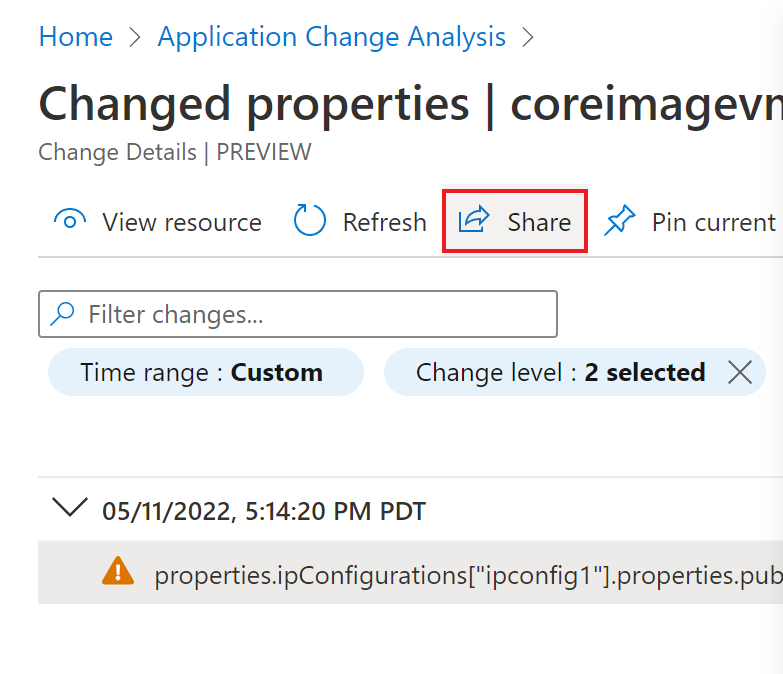 Home > Application Change Analysis >
Changed properties | coreimagevm
Change Details | PREVIEW
View resource Refresh Share Pin current
Filter changes...
Time range : Custom Change level : 2 selected
05/11/2022, 5:14:20 PM PDT
properties.ipConfigurations["ipconfig1"].properties.pub